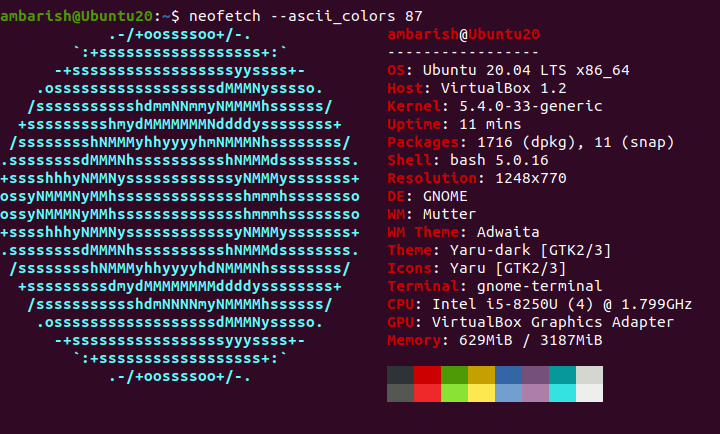 ambarish@Ubuntu20:~$ neofetch --ascii_colors 87
            .-/+oossssoo+/-.               ambarish@Ubuntu20
        `:+ssssssssssssssssss+:`           -----------------
      -+ssssssssssssssssssyyssss+-         OS: Ubuntu 20.04 LTS x86_64
    .ossssssssssssssssssdMMMNysssso.       Host: VirtualBox 1.2
   /ssssssssssshdmmNNmmyNMMMMhssssss/      Kernel: 5.4.0-33-generic
  +ssssssssshmydMMMMMMMNddddyssssssss+     Uptime: 11 mins
 /sssssssshNMMMyhhyyyyhmNMMMNhssssssss/    Packages: 1716 (dpkg), 11 (snap)
.ssssssssdMMMNhsssssssssshNMMMdssssssss.   Shell: bash 5.0.16
+sssshhhyNMMNyssssssssssssyNMMMysssssss+   Resolution: 1248x770
ossyNMMMNyMMhsssssssssssssshmmmhssssssso   DE: GNOME
ossyNMMMNyMMhsssssssssssssshmmmhssssssso   WM: Mutter
+sssshhhyNMMNyssssssssssssyNMMMysssssss+   WM Theme: Adwaita
.ssssssssdMMMNhsssssssssshNMMMdssssssss.   Theme: Yaru-dark [GTK2/3]
 /sssssssshNMMMyhhyyyyhdNMMMNhssssssss/    Icons: Yaru [GTK2/3]
  +sssssssssdmydMMMMMMMMddddyssssssss+     Terminal: gnome-terminal
   /ssssssssssshdmNNNNmyNMMMMhssssss/      CPU: Intel i5-8250U (4) @ 1.799GHz
    .ossssssssssssssssssdMMMNysssso.       GPU: VirtualBox Graphics Adapter
      -+sssssssssssssssssyyyssss+-         Memory: 629MiB / 3187MiB
        `:+ssssssssssssssssss+:`
            .-/+oossssoo+/-.